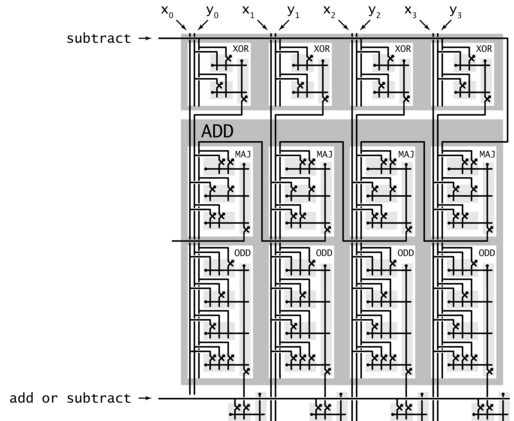 x0 y0 x1 y1 x2 y2 x3 y3
subtract →
XOR XOR XOR XOR
ADD
MAJ MAJ MAJ MAJ
ODD ODD ODD ODD
add or subtract →